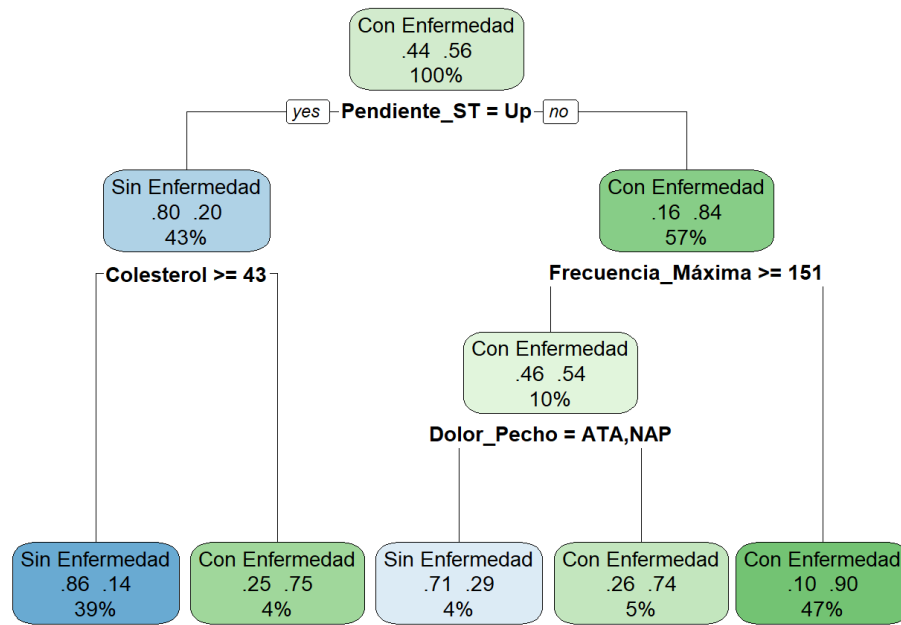 Con Enfermedad
.44 .56
100%
yes Pendiente_ST = Up no
Sin Enfermedad
.80 .20
43%
Con Enfermedad
.16 .84
57%
Colesterol >= 43
Frecuencia_Máxima >= 151
Con Enfermedad
.46 .54
10%
Dolor_Pecho = ATA,NAP
Sin Enfermedad
.86 .14
39%
Con Enfermedad
.25 .75
4%
Sin Enfermedad
.71 .29
4%
Con Enfermedad
.26 .74
5%
Con Enfermedad
.10 .90
47%